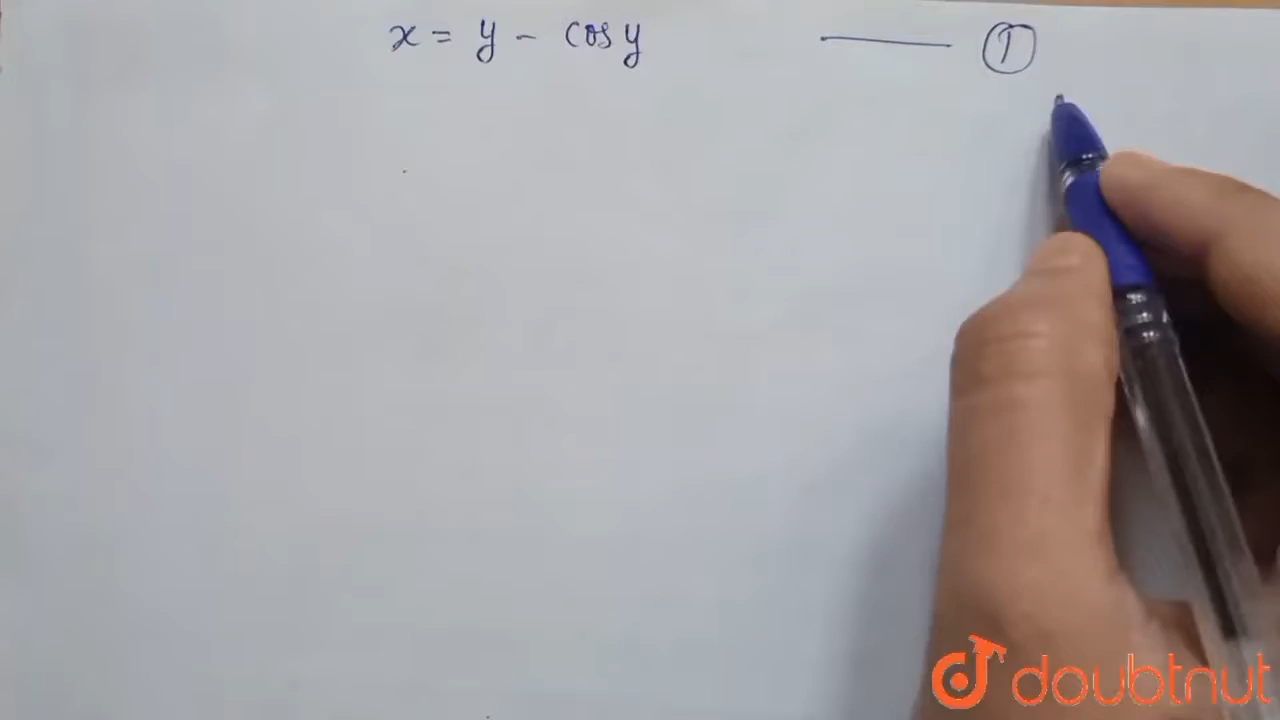 x = y - cos y —— ①
doubtnut